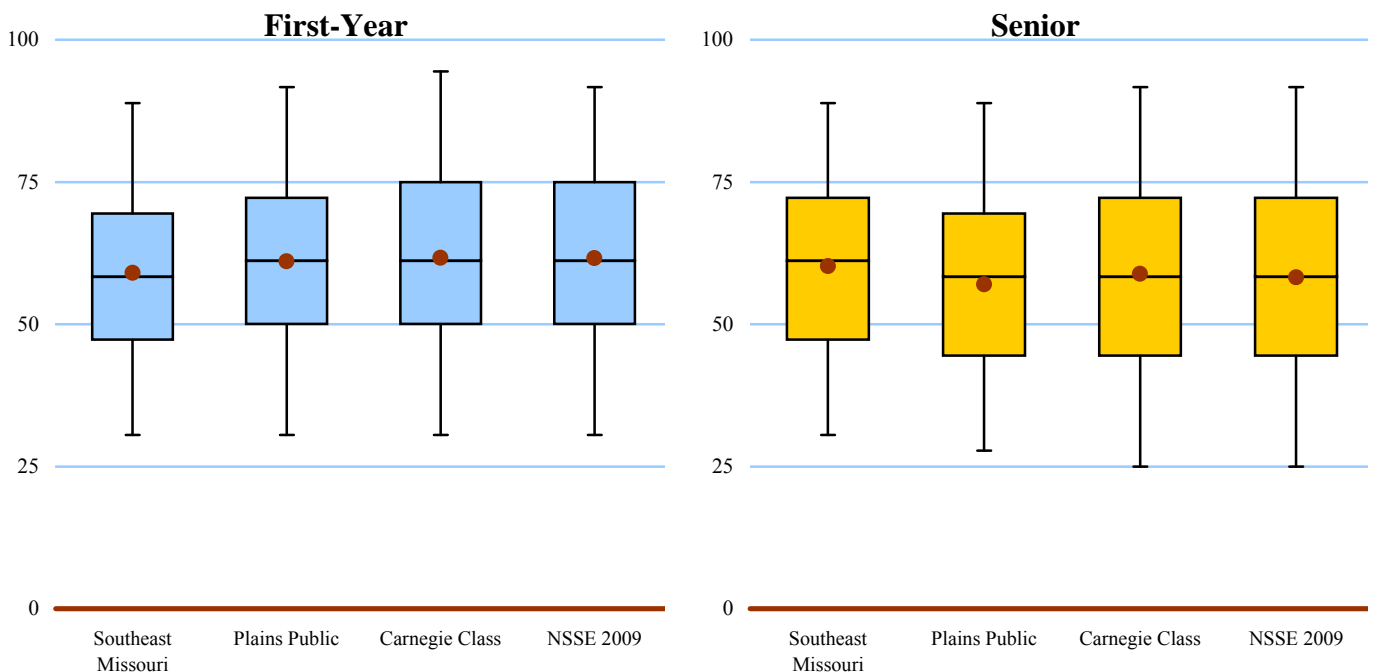 First-Year
100
75
50
25
0
Southeast
Missouri
Plains Public
Carnegie Class
NSSE 2009
Senior
100
75
50
25
0
Southeast
Missouri
Plains Public
Carnegie Class
NSSE 2009